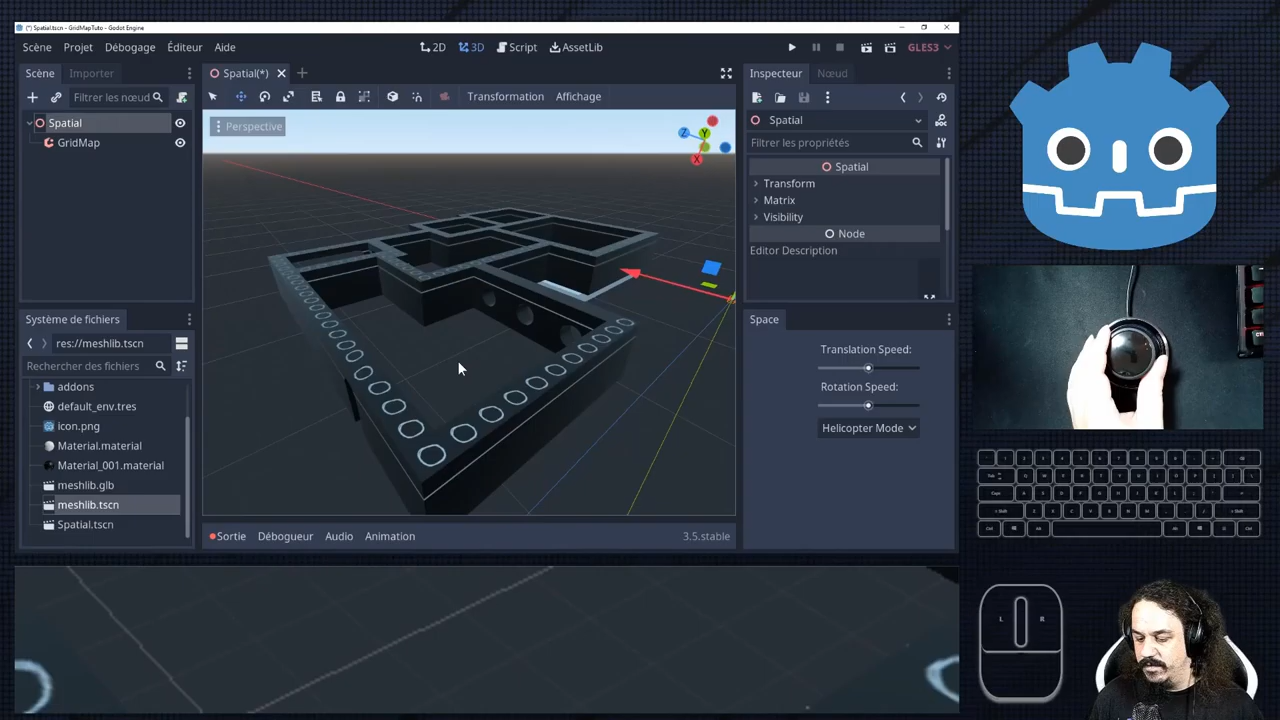 (*) Spatial.tscn - GridMapTuto - Godot Engine
Scène Projet Débogage Éditeur Aide
2D 3D Script AssetLib
GLES3
Scène Importer
Spatial(*)
Inspecteur Nœud
Filtrer les nœud
Transformation Affichage
Spatial
GridMap
Perspective
Z Y X
Spatial
Filtrer les propriétés
Spatial
Transform
Matrix
Visibility
Node
Editor Description
Système de fichiers
res://meshlib.tscn
Rechercher des fichiers
addons
default_env.tres
icon.png
Material.material
Material_001.material
meshlib.glb
meshlib.tscn
Spatial.tscn
Space
Translation Speed:
Rotation Speed:
Helicopter Mode
Sortie Débogueur Audio Animation 3.5.stable
L R